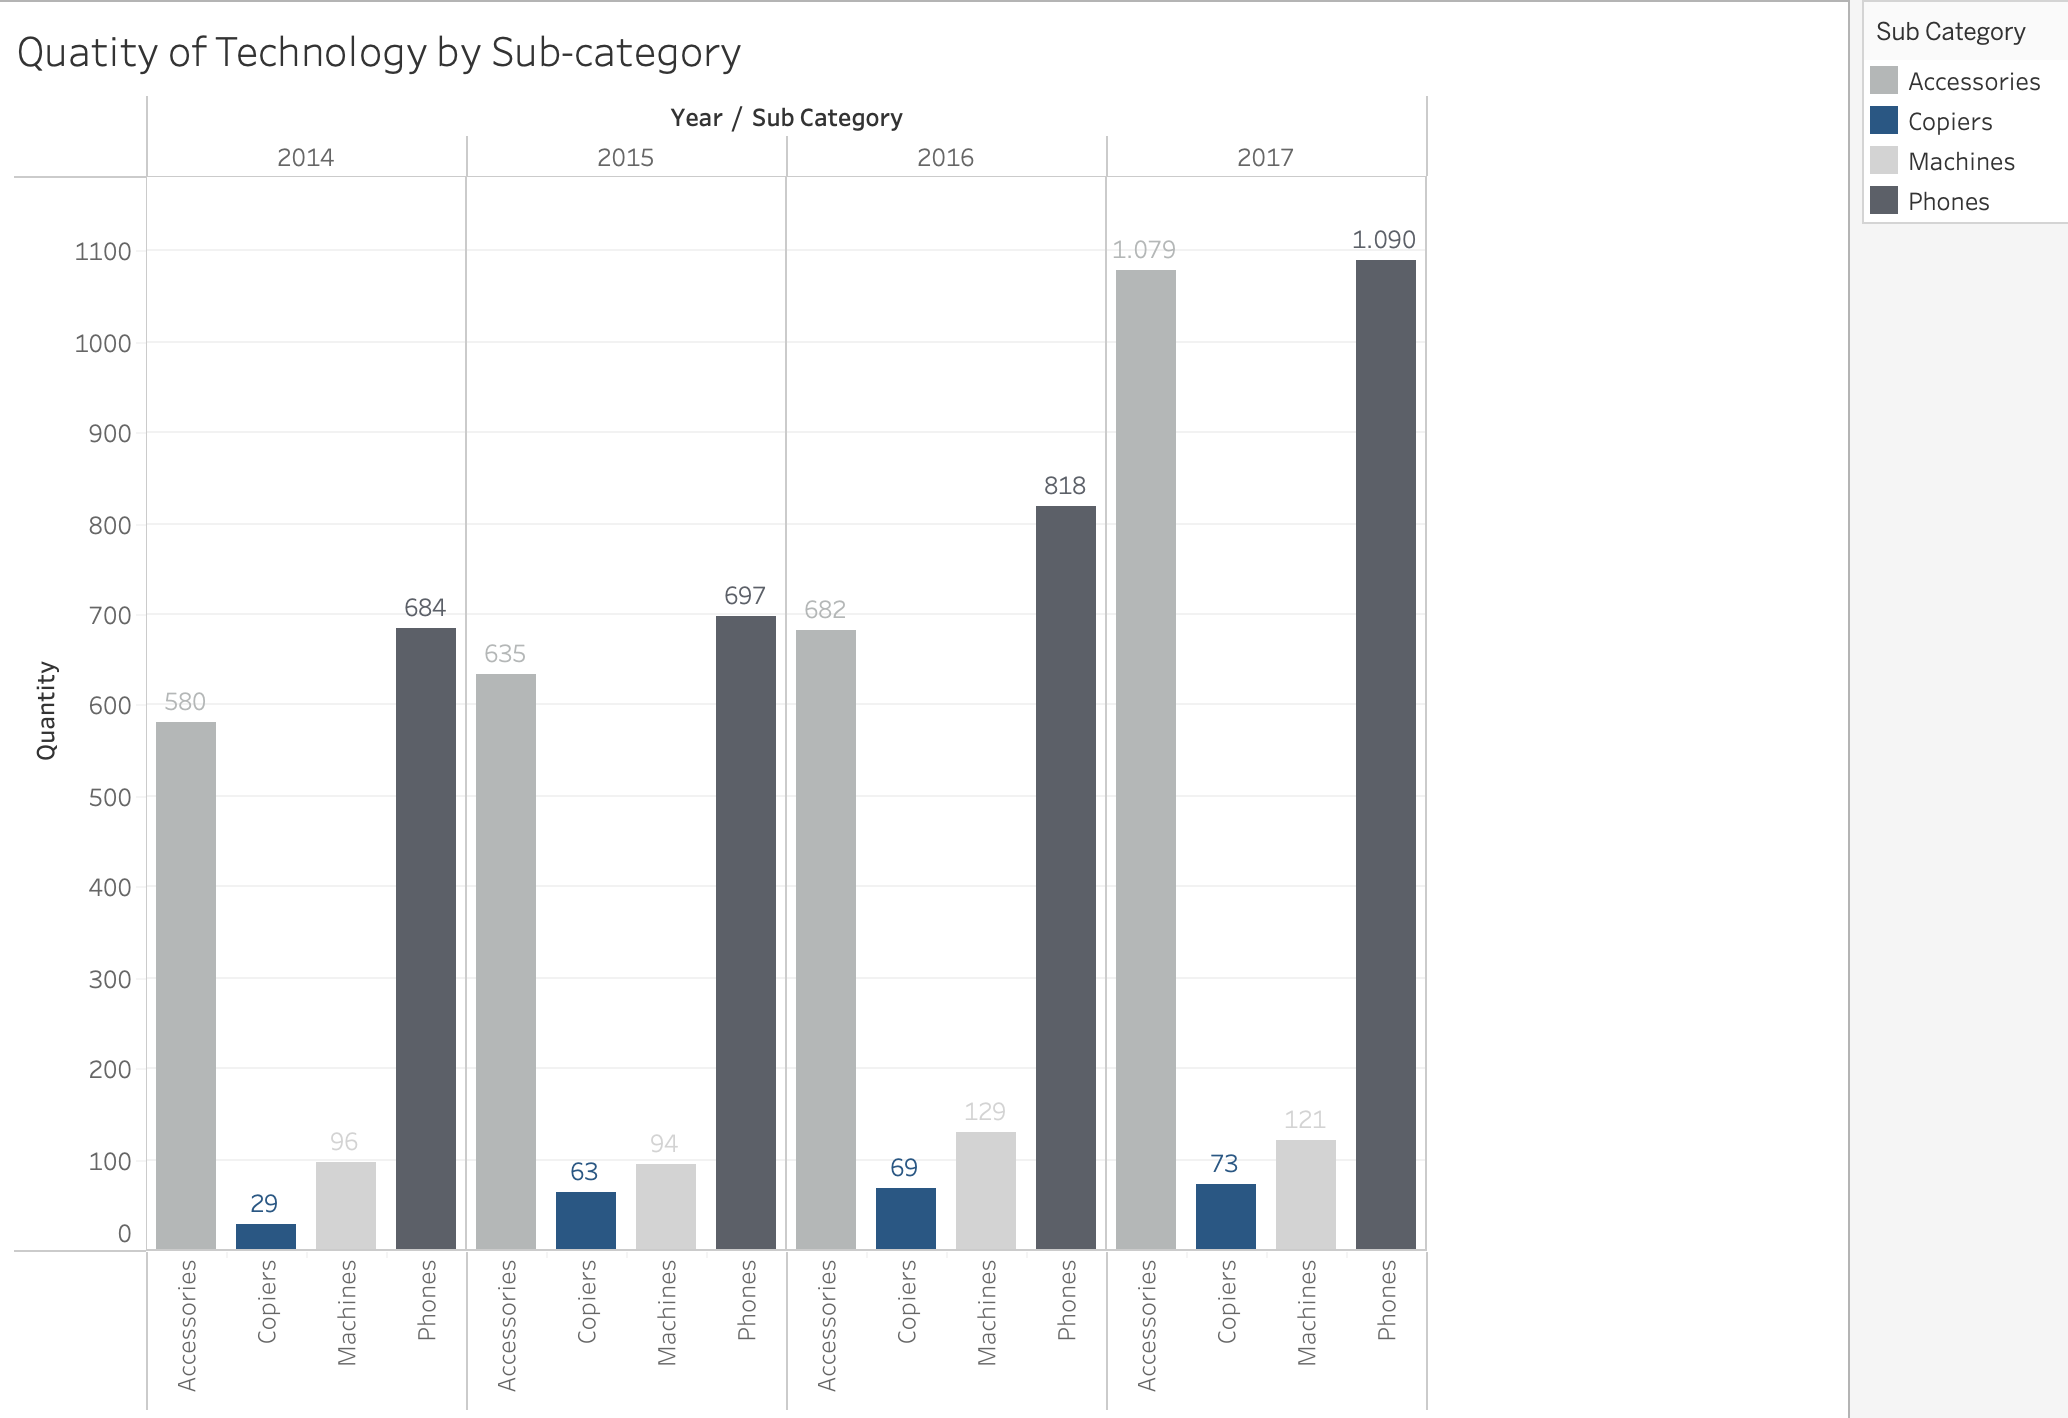 Quatity of Technology by Sub-category
Year / Sub Category
2014 2015 2016 2017
Quantity
1100
1000
900
800
700
600
500
400
300
200
100
0
580 29 96 684 635 63 94 697 682 69 129 818 1.079 73 121 1.090
Accessories Copiers Machines Phones Accessories Copiers Machines Phones Accessories Copiers Machines Phones Accessories Copiers Machines Phones
Sub Category
Accessories
Copiers
Machines
Phones